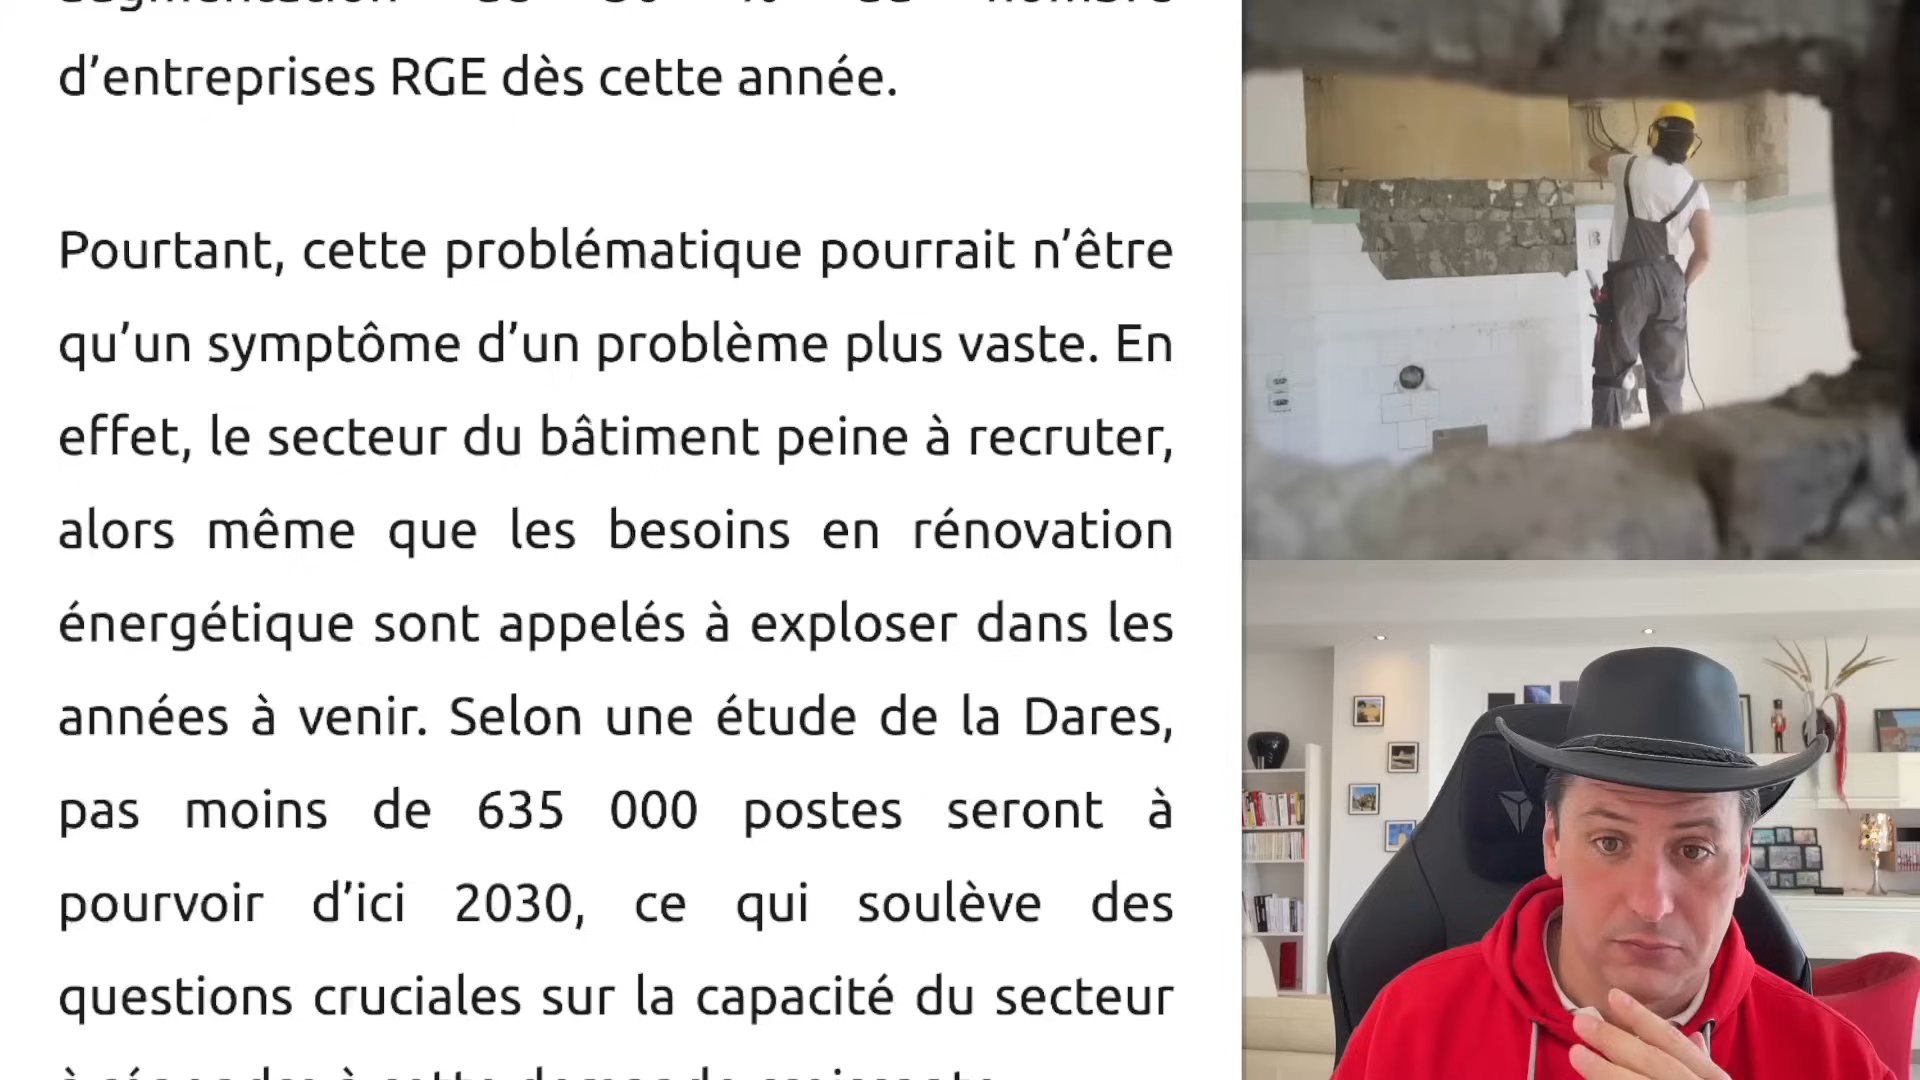 d’entreprises RGE dès cette année.
Pourtant, cette problématique pourrait n’être
qu’un symptôme d’un problème plus vaste. En
effet, le secteur du bâtiment peine à recruter,
alors même que les besoins en rénovation
énergétique sont appelés à exploser dans les
années à venir. Selon une étude de la Dares,
pas moins de 635 000 postes seront à
pourvoir d’ici 2030, ce qui soulève des
questions cruciales sur la capacité du secteur